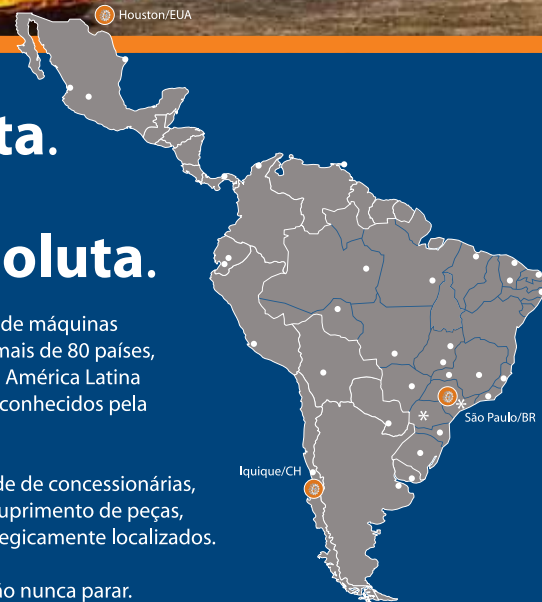 Houston/EUA
ta.
oluta.
de máquinas
mais de 80 países,
América Latina
conhecidos pela
São Paulo/BR
Iquique/CH
de de concessionárias,
uprimento de peças,
egicamente localizados.
ão nunca parar.